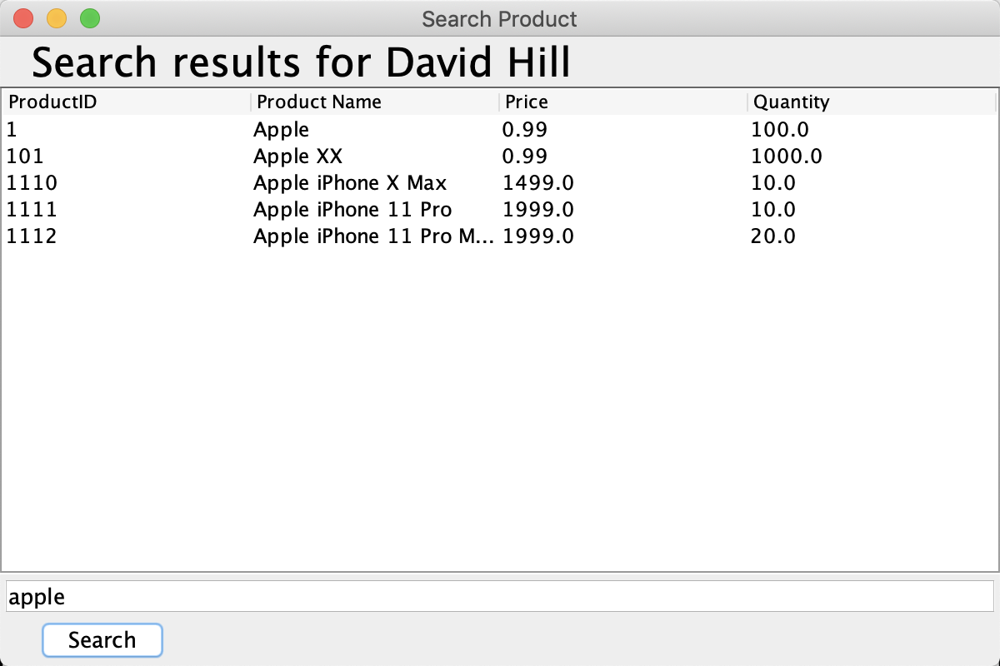 Search Product
Search results for David Hill
ProductID Product Name Price Quantity
1 Apple 0.99 100.0
101 Apple XX 0.99 1000.0
1110 Apple iPhone X Max 1499.0 10.0
1111 Apple iPhone 11 Pro 1999.0 10.0
1112 Apple iPhone 11 Pro M... 1999.0 20.0
apple
Search